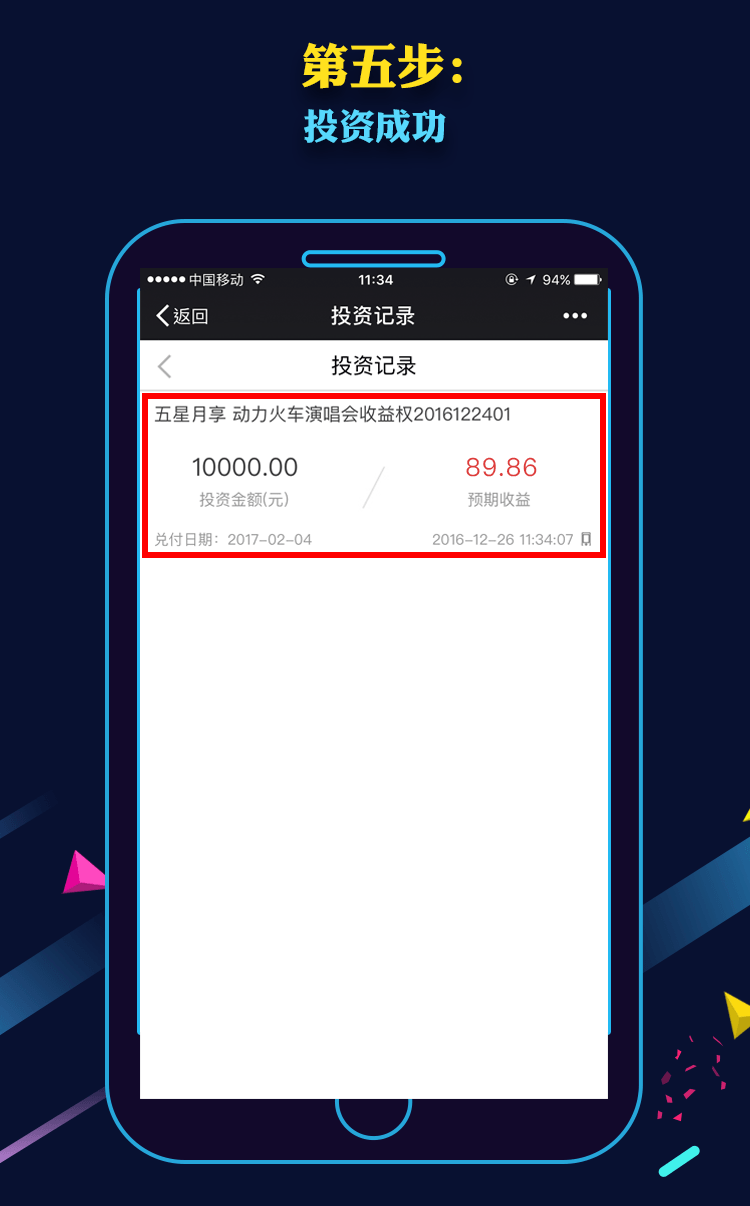 第五步：
投资成功
中国移动 11:34 94%
返回 投资记录
投资记录
五星月享 动力火车演唱会收益权2016122401
10000.00 89.86
投资金额(元) 预期收益
兑付日期：2017-02-04 2016-12-26 11:34:07